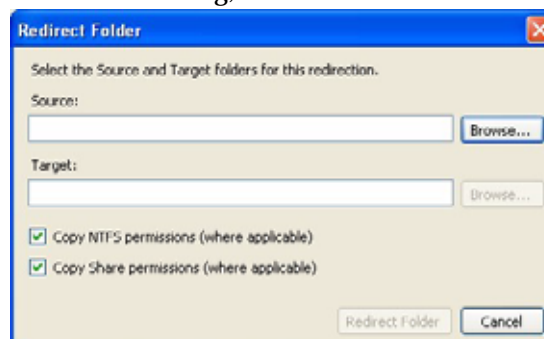 Redirect Folder
Select the Source and Target folders for this redirection.
Source:
Browse...
Target:
Browse...
Copy NTFS permissions (where applicable)
Copy Share permissions (where applicable)
Redirect Folder Cancel